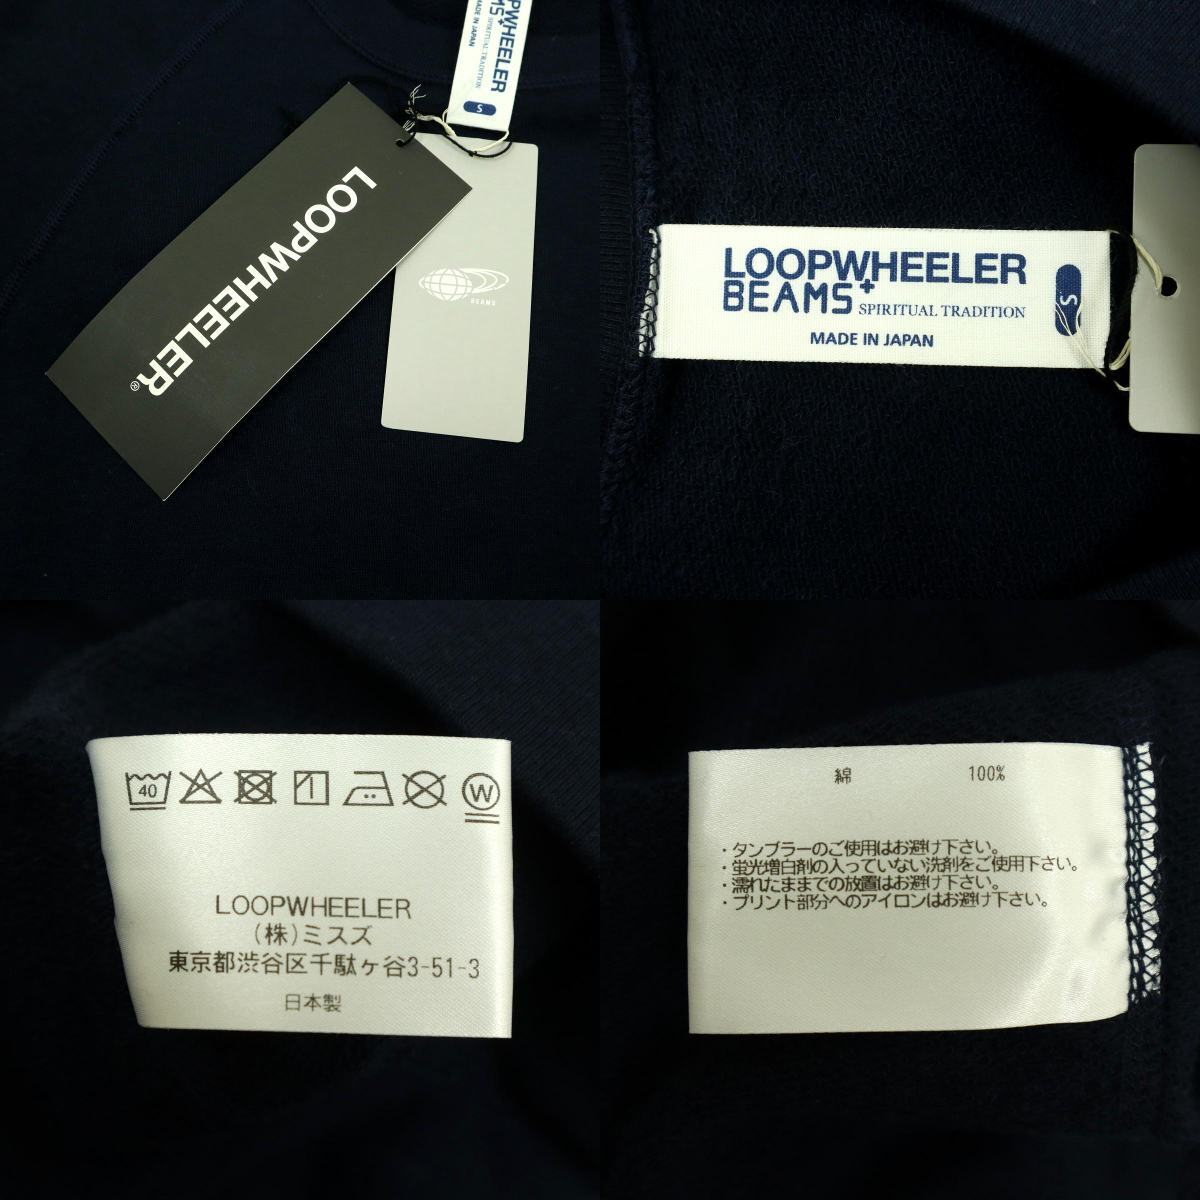 PWHEELER
MS+
SPIRITUAL TRADITION
MADE IN JAPAN
S
LOOPWHEELER®
BEAMS
LOOPWHEELER
BEAMS+ SPIRITUAL TRADITION
MADE IN JAPAN
S
40
W
LOOPWHEELER
(株)ミスズ
東京都渋谷区千駄ヶ谷3-51-3
日本製
綿 100%
・タンブラーのご使用はお避け下さい。
・蛍光増白剤の入っていない洗剤をご使用下さい。
・濡れたままでの放置はお避け下さい。
・プリント部分へのアイロンはお避け下さい。